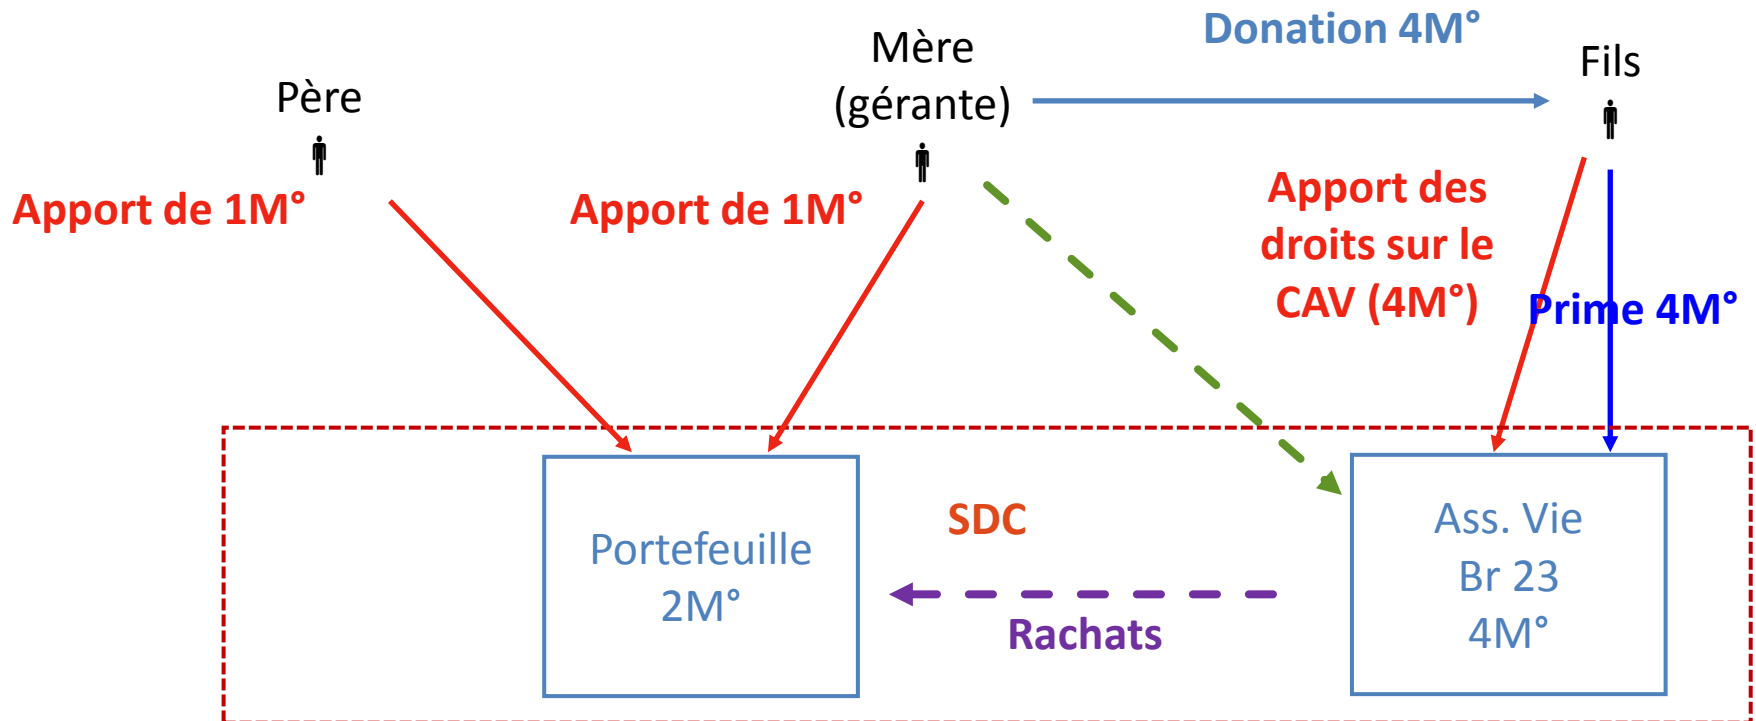 Donation 4M°
Père
Mère
(gérante)
Fils
Apport de 1M°
Apport de 1M°
Apport des
droits sur le
CAV (4M°)
Prime 4M°
Portefeuille
2M°
SDC
Rachats
Ass. Vie
Br 23
4M°